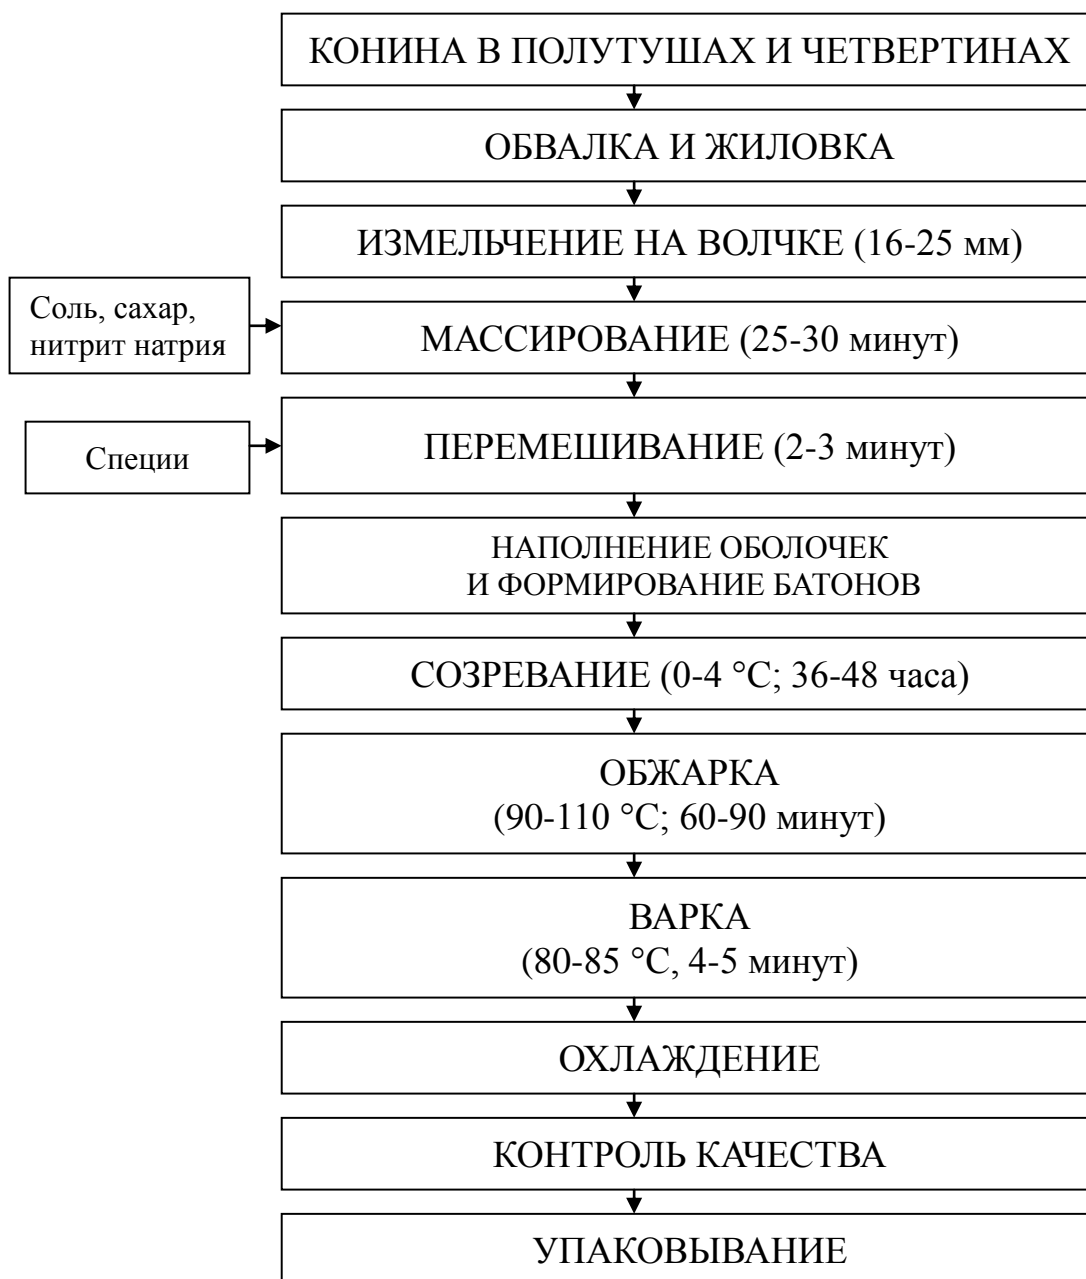 КОНИНА В ПОЛУТУШАХ И ЧЕТВЕРТИНАХ
ОБВАЛКА И ЖИЛОВКА
ИЗМЕЛЬЧЕНИЕ НА ВОЛЧКЕ (16-25 мм)
Соль, сахар,
нитрит натрия
МАССИРОВАНИЕ (25-30 минут)
Специи
ПЕРЕМЕШИВАНИЕ (2-3 минут)
НАПОЛНЕНИЕ ОБОЛОЧЕК
И ФОРМИРОВАНИЕ БАТОНОВ
СОЗРЕВАНИЕ (0-4 °С; 36-48 часа)
ОБЖАРКА
(90-110 °С; 60-90 минут)
ВАРКА
(80-85 °С, 4-5 минут)
ОХЛАЖДЕНИЕ
КОНТРОЛЬ КАЧЕСТВА
УПАКОВЫВАНИЕ